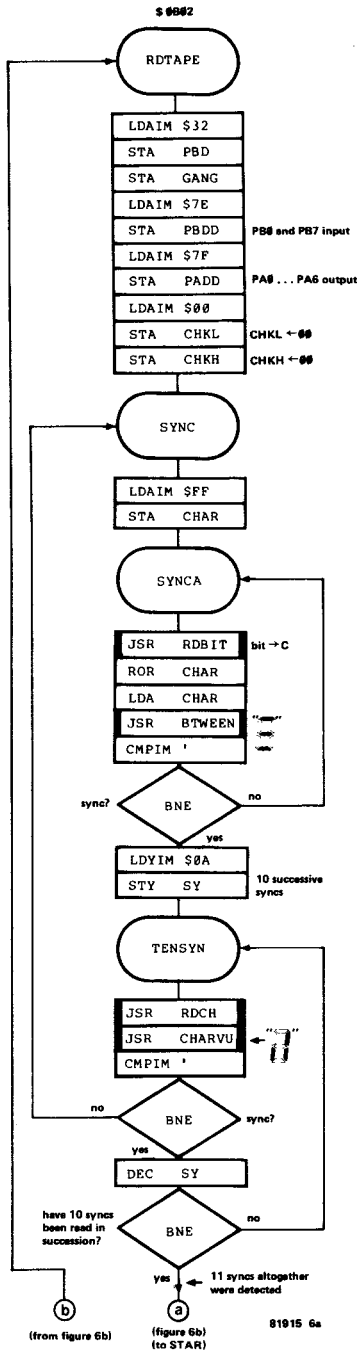 $ 0B02
RDTAPE
LDAIM $32
STA PBD
STA GANG
LDAIM $7E
STA PBDD PB0 and PB7 input
LDAIM $7F
STA PADD PA0 ... PA6 output
LDAIM $00
STA CHKL CHKL ←00
STA CHKH CHKH ←00
SYNC
LDAIM $FF
STA CHAR
SYNCA
JSR RDBIT bit → C
ROR CHAR
LDA CHAR
JSR BTWEEN
CMPIM '
sync? BNE no
yes
LDYIM $0A
STY SY
10 successive
syncs
TENSYN
JSR RDCH
JSR CHARVU
CMPIM '
no BNE sync?
yes
DEC SY
have 10 syncs
been read in
succession?
BNE no
yes
11 syncs altogether
were detected
b
(from figure 6b)
a
(figure 6b)
(to STAR)
81915 6a